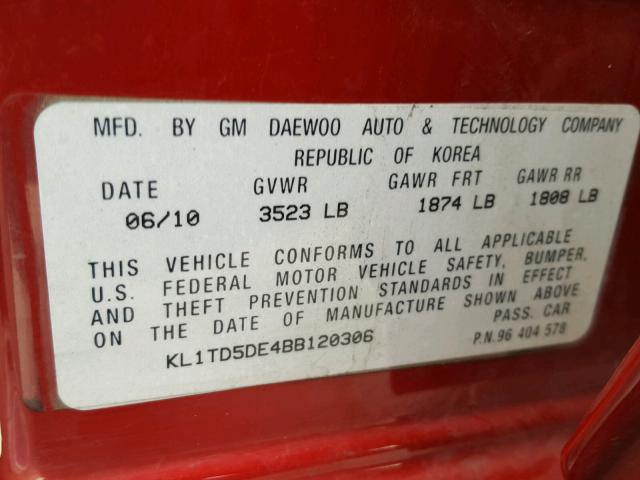 MFD. BY GM DAEWOO AUTO & TECHNOLOGY COMPANY
REPUBLIC OF KOREA
DATE GVWR GAWR FRT GAWR RR
06/10 3523 LB 1874 LB 1808 LB
THIS VEHICLE CONFORMS TO ALL APPLICABLE
U.S. FEDERAL MOTOR VEHICLE SAFETY, BUMPER,
AND THEFT PREVENTION STANDARDS IN EFFECT
ON THE DATE OF MANUFACTURE SHOWN ABOVE
PASS. CAR
KL1TD5DE4BB120306 P.N.96 404 578